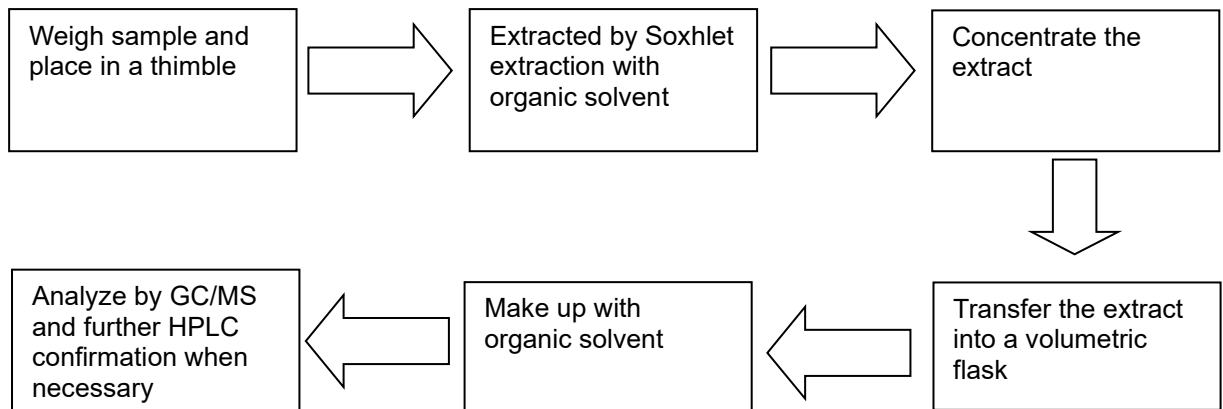 Weigh sample and
place in a thimble
Extracted by Soxhlet
extraction with
organic solvent
Concentrate the
extract
Transfer the extract
into a volumetric
flask
Make up with
organic solvent
Analyze by GC/MS
and further HPLC
confirmation when
necessary